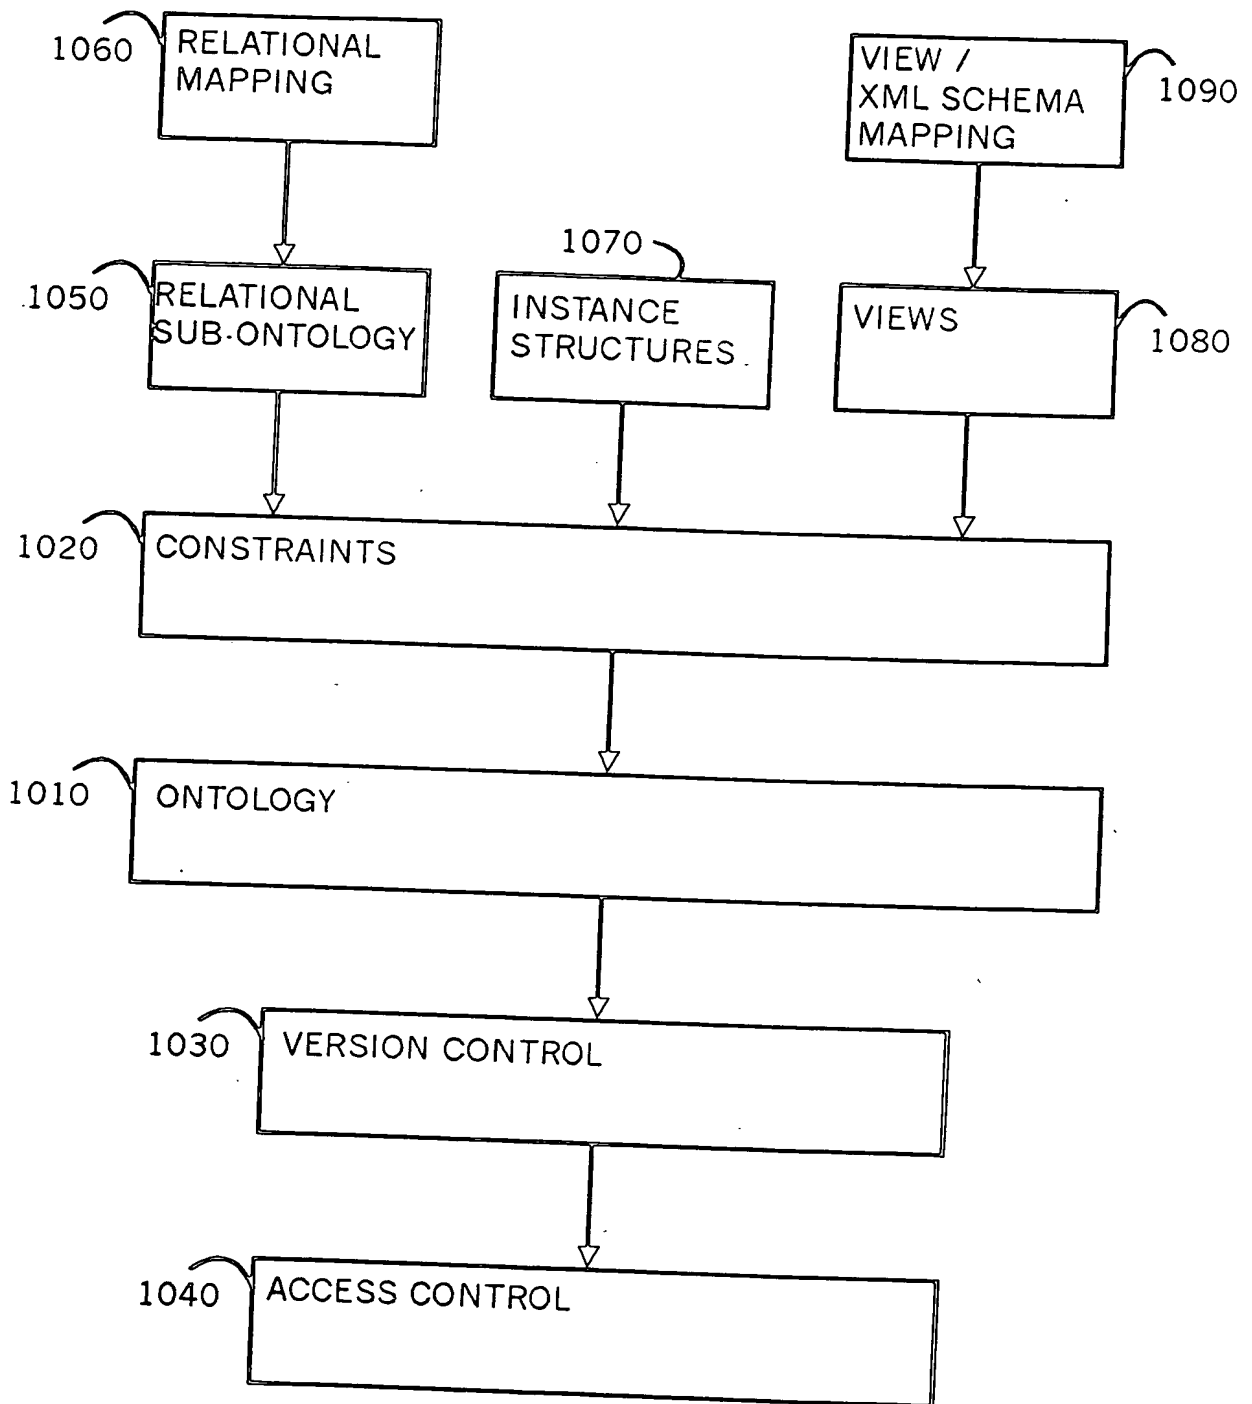 1060
RELATIONAL
MAPPING
VIEW /
XML SCHEMA
MAPPING
1090
1070
1050
RELATIONAL
SUB-ONTOLOGY
INSTANCE
STRUCTURES
VIEWS
1080
1020
CONSTRAINTS
1010
ONTOLOGY
1030
VERSION CONTROL
1040
ACCESS CONTROL